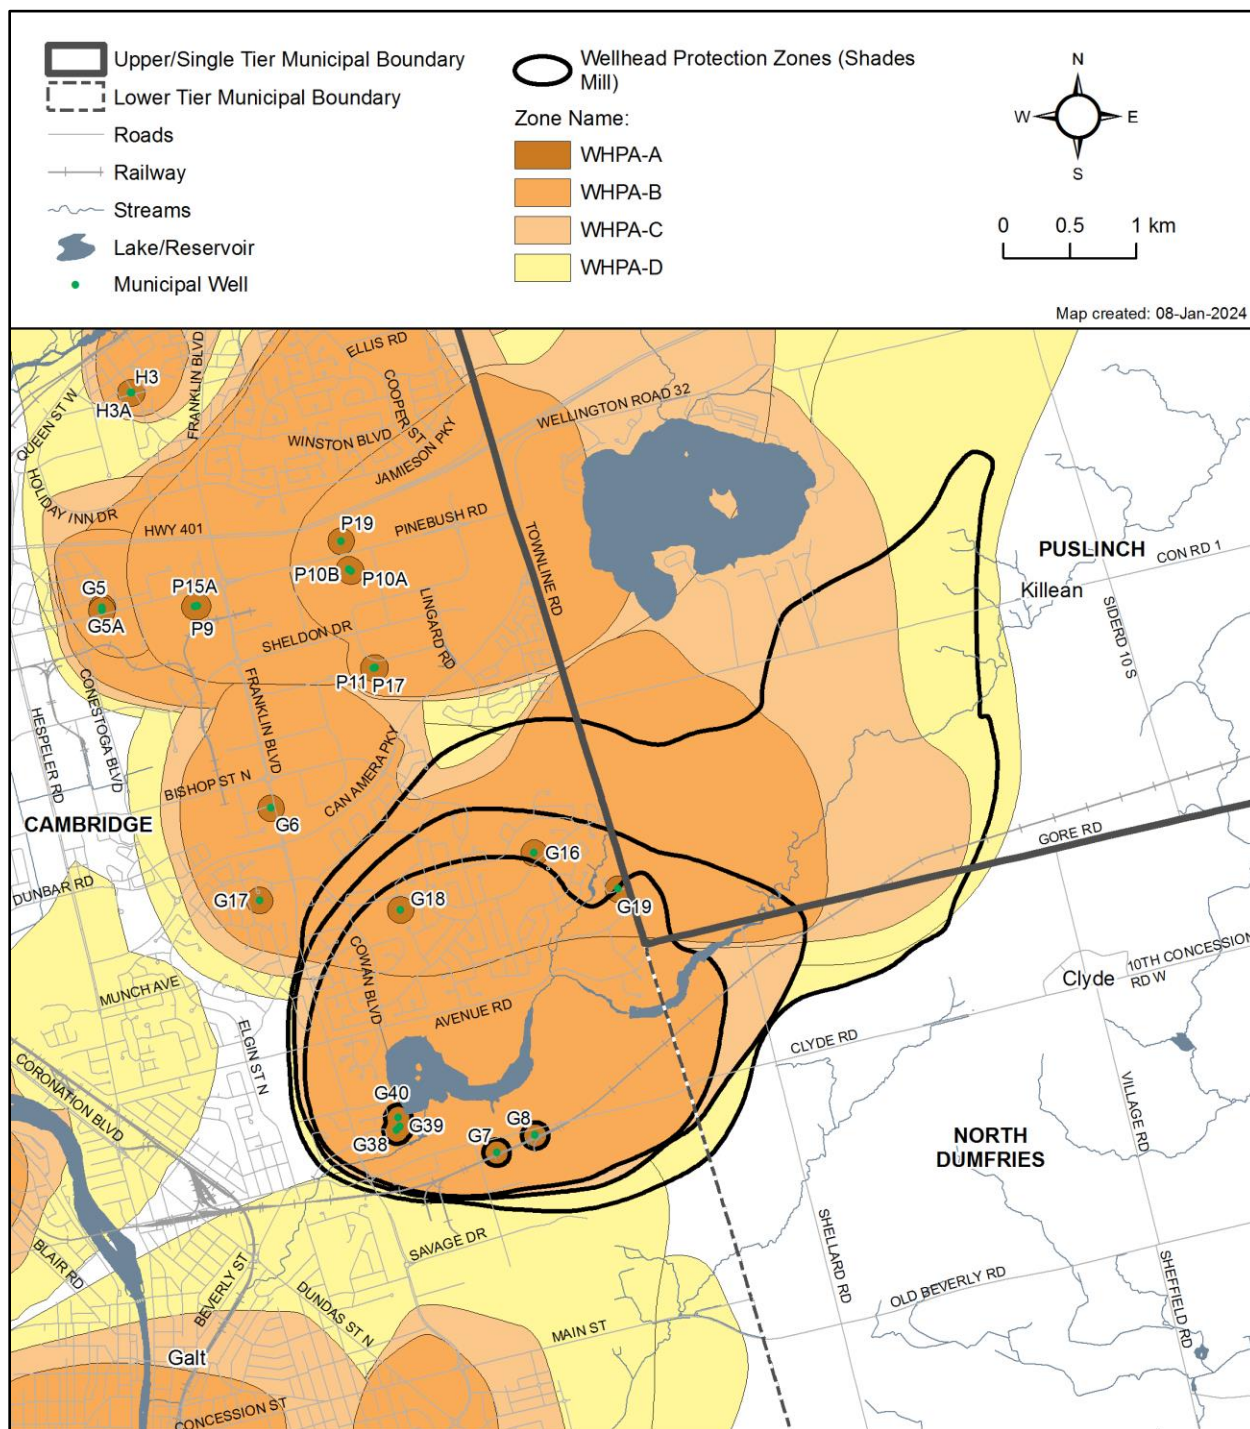 Upper/Single Tier Municipal Boundary
Lower Tier Municipal Boundary
Roads
Railway
Streams
Lake/Reservoir
Municipal Well
Wellhead Protection Zones (Shades
Mill)
Zone Name:
WHPA-A
WHPA-B
WHPA-C
WHPA-D
N
W
E
S
0
0.5
1 km
Map created: 08-Jan-2024
ELLIS RD
FRANKLIN BLVD
H3
H3A
COOPER ST
QUEEN ST W
WINSTON BLVD
JAMIESON PKY
WELLINGTON ROAD 32
HOLIDAY INN DR
HWY 401
P19
PINEBUSH RD
TOWNLINE RD
PUSLINCH
CON RD 1
P10B
P10A
Killean
G5
G5A
P15A
P9
LINGARD RD
SIDERD 10 S
SHELDON DR
P11
P17
CONESTOGA BLVD
FRANKLIN BLVD
HESPELER RD
BISHOP ST N
CAN AMERA PKY
G6
CAMBRIDGE
GORE RD
G16
DUNBAR RD
G17
G18
G19
COWAN BLVD
MUNCH AVE
10TH CONCESSION
RD W
Clyde
AVENUE RD
ELGIN ST N
CLYDE RD
CORONATION BLVD
VILLAGE RD
G40
G39
G38
G7
G8
NORTH
DUMFRIES
BLAIR RD
SAVAGE DR
SHELLARD RD
BEVERLY ST
OLD BEVERLY RD
SHEFFIELD RD
DUNDAS ST N
MAIN ST
Galt
CONCESSION ST